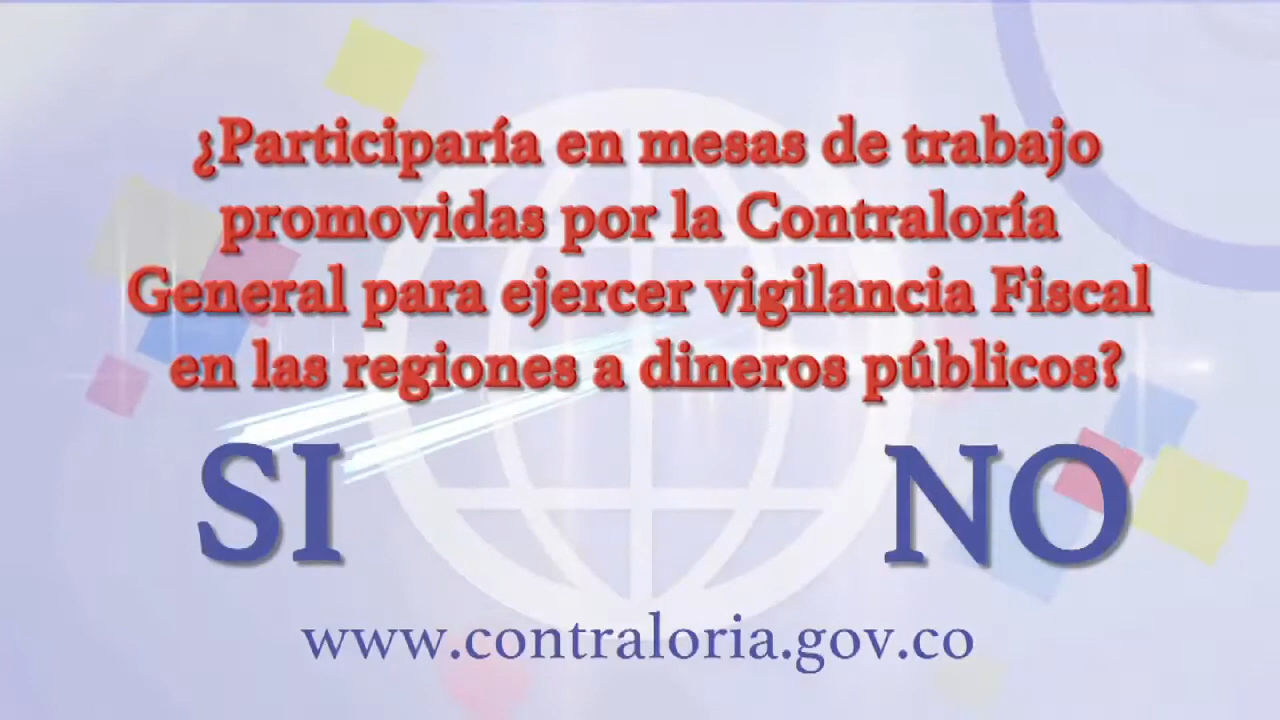 ¿Participaría en mesas de trabajo
promovidas por la Contraloría
General para ejercer vigilancia Fiscal
en las regiones a dineros públicos?
SI NO
www.contraloria.gov.co